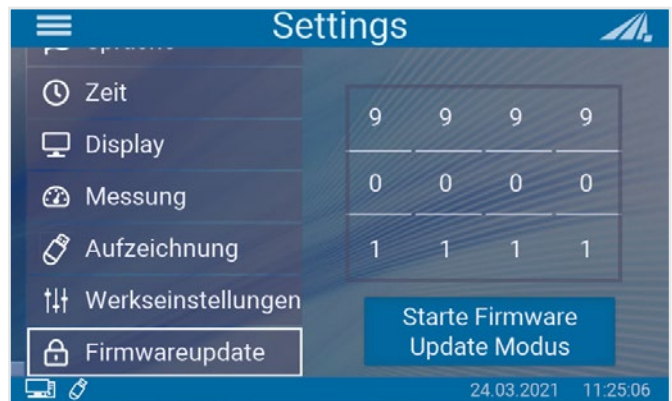 Settings
Sprache
Zeit
Display
Messung
Aufzeichnung
Werkseinstellungen
Firmwareupdate
9 9 9 9
0 0 0 0
1 1 1 1
Starte Firmware
Update Modus
24.03.2021 11:25:06